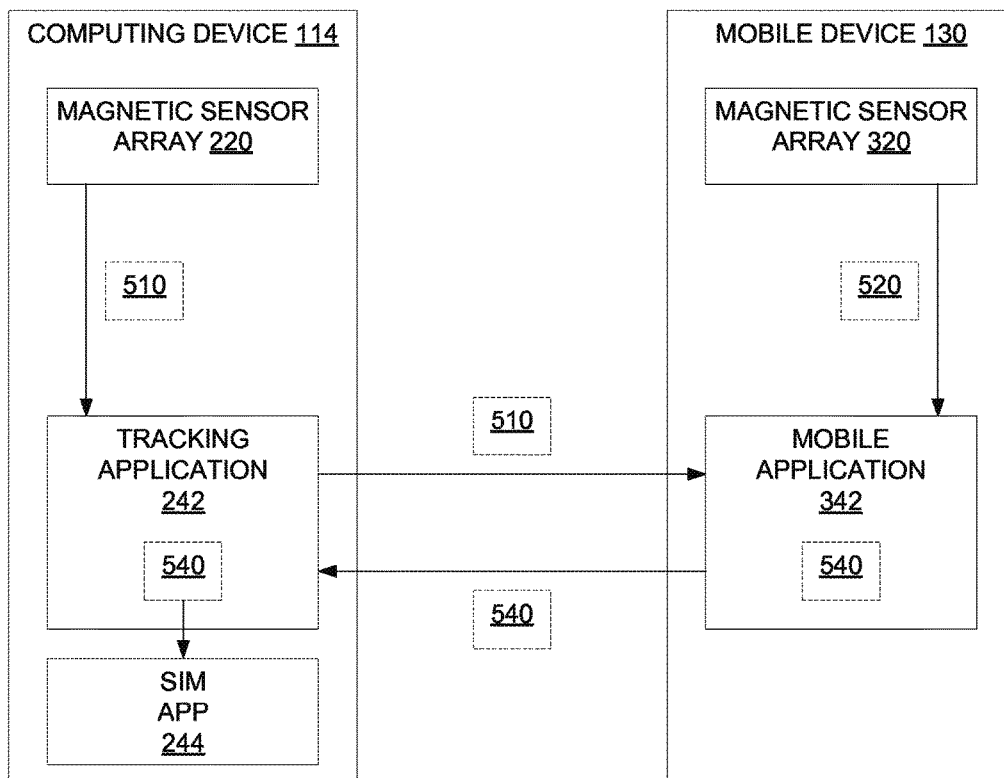 COMPUTING DEVICE 114
MAGNETIC SENSOR
ARRAY 220
510
TRACKING
APPLICATION
242
540
SIM
APP
244
510
540
MOBILE DEVICE 130
MAGNETIC SENSOR
ARRAY 320
520
MOBILE
APPLICATION
342
540